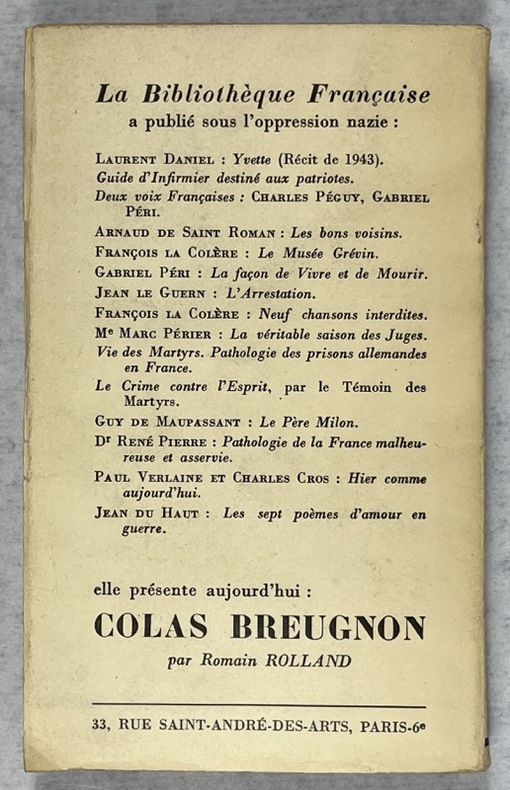 La Bibliothèque Française
a publié sous l'oppression nazie :
LAURENT DANIEL : Yvette (Récit de 1943).
Guide d'Infirmier destiné aux patriotes.
Deux voix Françaises : CHARLES PÉGUY, GABRIEL
PÉRI.
ARNAUD DE SAINT ROMAN : Les bons voisins.
FRANÇOIS LA COLÈRE : Le Musée Grévin.
GABRIEL PÉRI : La façon de Vivre et de Mourir.
JEAN LE GUERN : L'Arrestation.
FRANÇOIS LA COLÈRE : Neuf chansons interdites.
Me MARC PÉRIER : La véritable saison des Juges.
Vie des Martyrs. Pathologie des prisons allemandes
en France.
Le Crime contre l'Esprit, par le Témoin des
Martyrs.
GUY DE MAUPASSANT : Le Père Milon.
Dr RENÉ PIERRE : Pathologie de la France malheu-
reuse et asservie.
PAUL VERLAINE ET CHARLES CROS : Hier comme
aujourd'hui.
JEAN DU HAUT : Les sept poèmes d'amour en
guerre.
elle présente aujourd'hui :
COLAS BREUGNON
par Romain ROLLAND
33, RUE SAINT-ANDRÉ-DES-ARTS, PARIS-6e